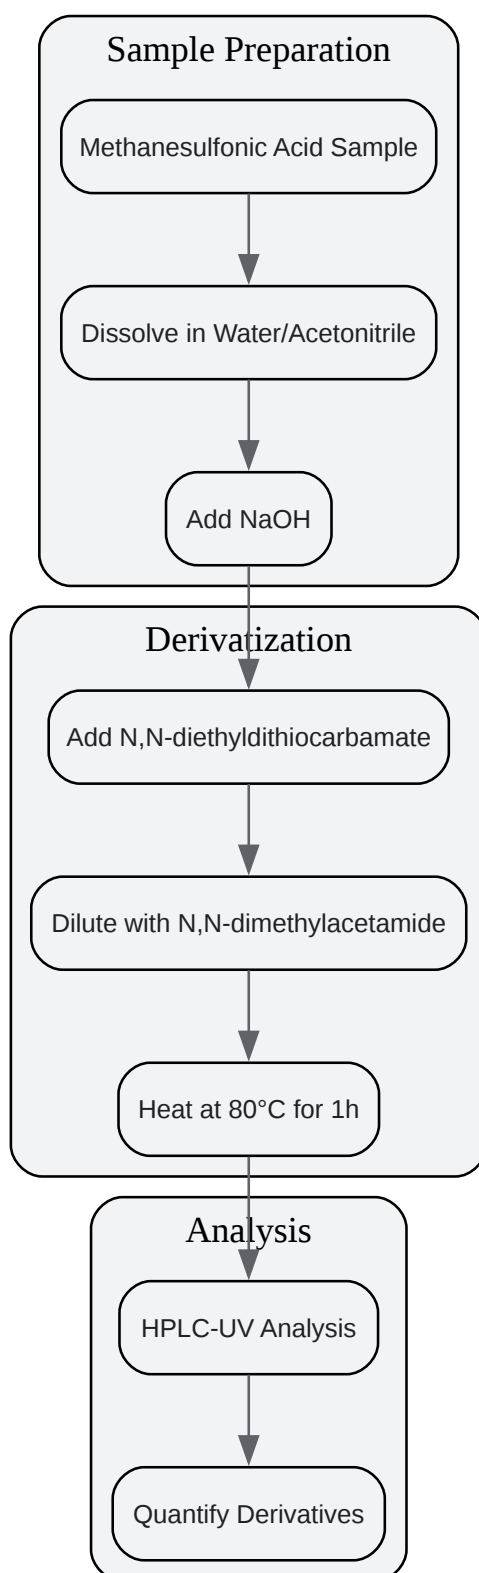 Sample Preparation
Methanesulfonic Acid Sample
Dissolve in Water/Acetonitrile
Add NaOH
Derivatization
Add N,N-diethyldithiocarbamate
Dilute with N,N-dimethylacetamide
Heat at 80°C for 1h
Analysis
HPLC-UV Analysis
Quantify Derivatives